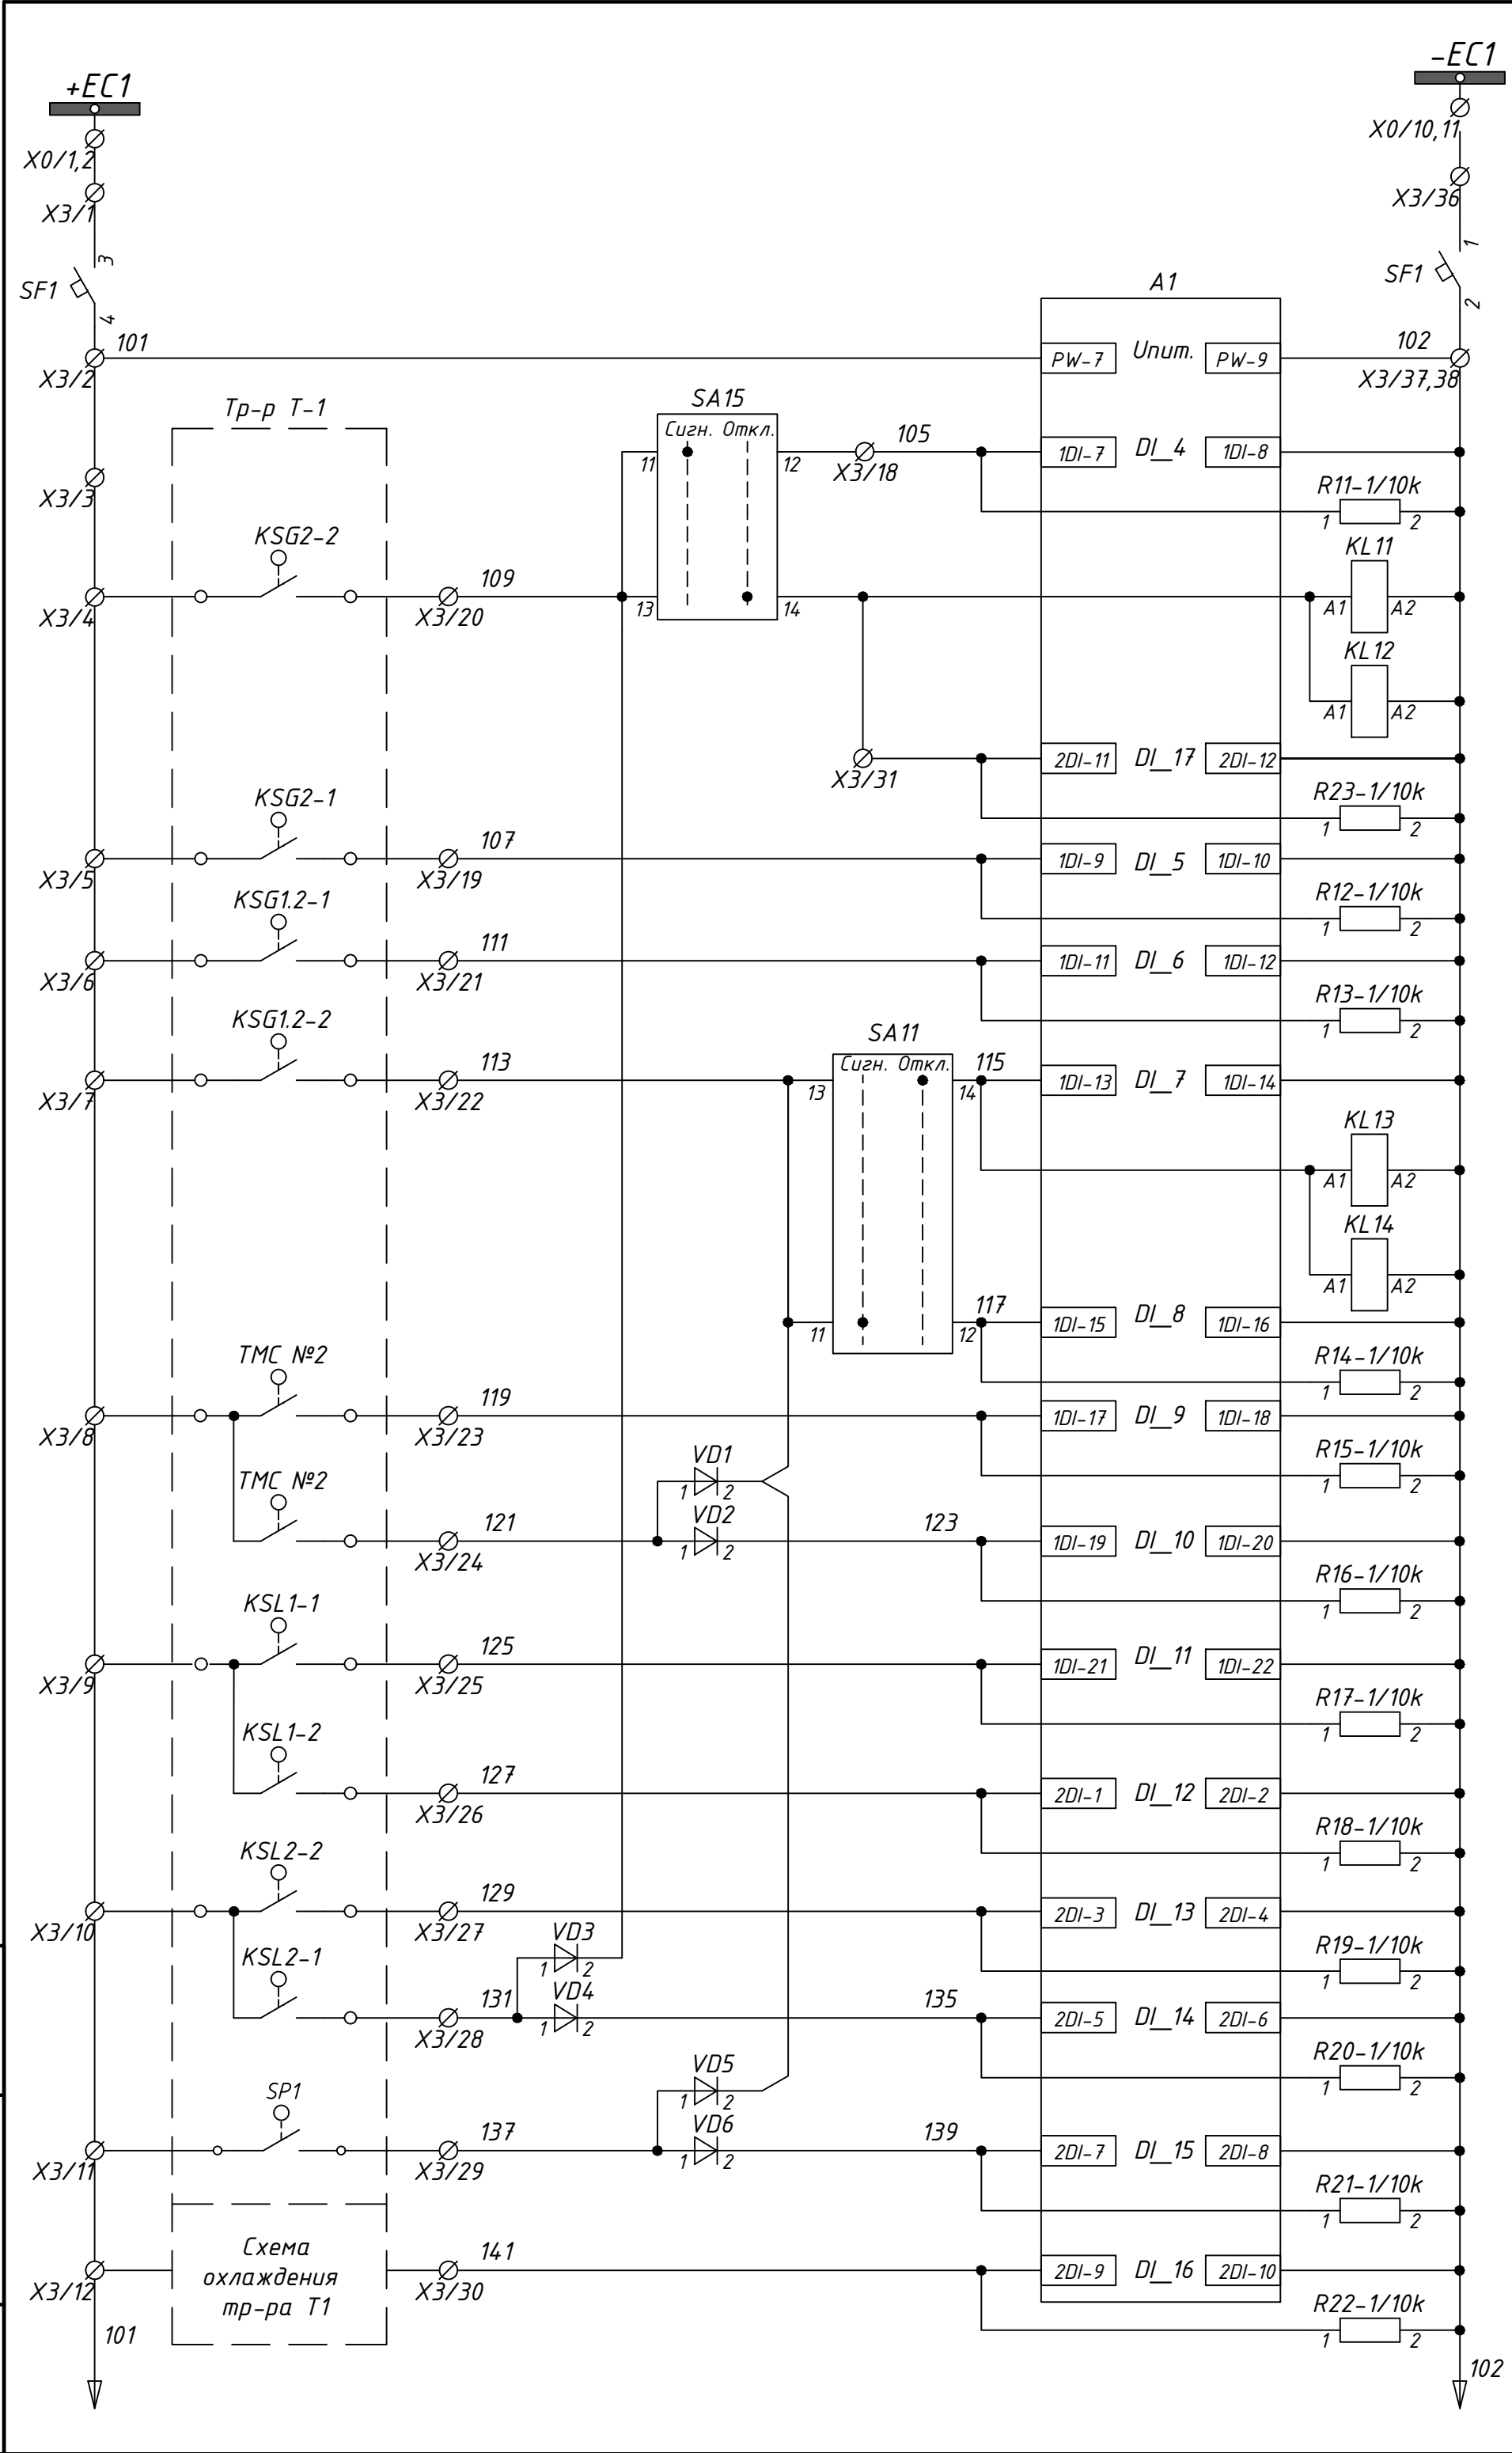 +EC1
-EC1
X0/1,2
X0/10,11
X3/1
X3/36
3
1
SF1
SF1
4
2
A1
101
PW-7
Uпит.
PW-9
102
X3/2
X3/37,38
Тр-р Т-1
SA15
Сигн. Откл.
11
12
105
1DI-7
DI_4
1DI-8
X3/3
X3/18
R11-1/10k
1
2
KSG2-2
KL11
109
X3/4
X3/20
13
14
A1
A2
KL12
A1
A2
X3/31
2DI-11
DI_17
2DI-12
KSG2-1
R23-1/10k
1
2
107
X3/5
X3/19
1DI-9
DI_5
1DI-10
KSG1.2-1
R12-1/10k
1
2
111
X3/6
X3/21
1DI-11
DI_6
1DI-12
KSG1.2-2
R13-1/10k
1
2
SA11
113
Сигн. Откл.
115
X3/7
X3/22
13
14
1DI-13
DI_7
1DI-14
KL13
A1
A2
KL14
A1
A2
117
11
12
1DI-15
DI_8
1DI-16
ТМС №2
R14-1/10k
1
2
119
X3/8
X3/23
1DI-17
DI_9
1DI-18
ТМС №2
VD1
1
2
R15-1/10k
1
2
121
VD2
1
2
123
X3/24
1DI-19
DI_10
1DI-20
KSL1-1
R16-1/10k
1
2
125
X3/9
X3/25
1DI-21
DI_11
1DI-22
KSL1-2
R17-1/10k
1
2
127
X3/26
2DI-1
DI_12
2DI-2
KSL2-2
R18-1/10k
1
2
129
X3/10
X3/27
2DI-3
DI_13
2DI-4
KSL2-1
VD3
1
2
R19-1/10k
1
2
131
VD4
1
2
135
X3/28
2DI-5
DI_14
2DI-6
SP1
VD5
1
2
R20-1/10k
1
2
137
VD6
1
2
139
X3/11
X3/29
2DI-7
DI_15
2DI-8
R21-1/10k
1
2
Схема
охлаждения
тр-ра Т1
141
X3/12
X3/30
2DI-9
DI_16
2DI-10
R22-1/10k
1
2
101
102